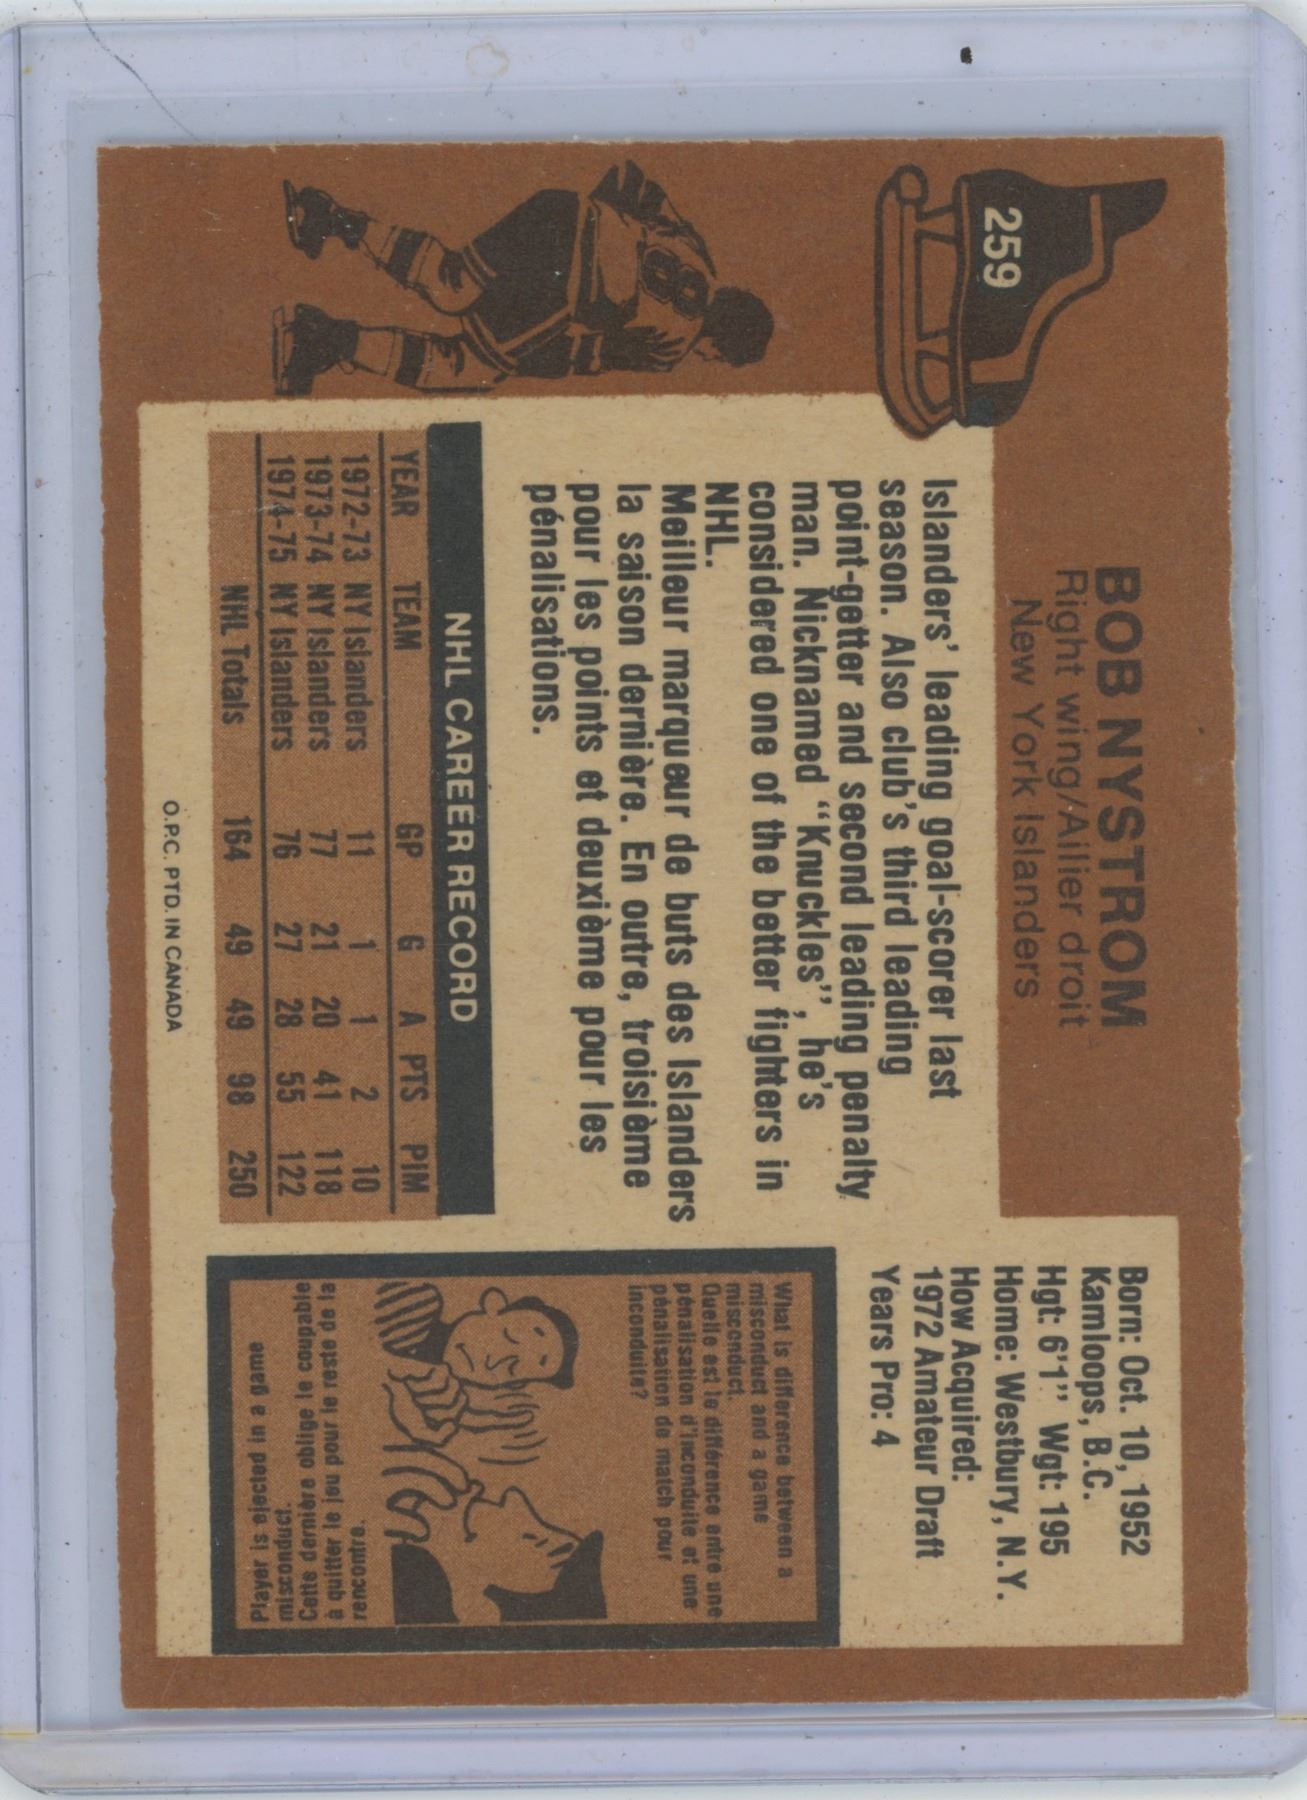 259
BOB NYSTROM
Right wing/Ailier droit
New York Islanders
Islanders' leading goal-scorer last
season. Also club's third leading
point-getter and second leading penalty
man. Nicknamed "Knuckles", he's
considered one of the better fighters in
NHL.
Meilleur marqueur de buts des Islanders
la saison dernière. En outre, troisième
pour les points et deuxième pour les
pénalisations.
NHL CAREER RECORD
YEAR TEAM GP G A PTS PIM
1972-73 NY Islanders 11 1 1 2 10
1973-74 NY Islanders 77 21 20 41 118
1974-75 NY Islanders 76 27 28 55 122
NHL Totals 164 49 49 98 250
O.P.C. PTD. IN CANADA
Born: Oct. 10, 1952
Kamloops, B.C.
Hgt: 6'1" Wgt: 195
Home: Westbury, N.Y.
How Acquired:
1972 Amateur Draft
Years Pro: 4
What is difference between a
misconduct and a game
misconduct.
Quelle est la différence entre une
pénalisation d'inconduite et une
pénalisation de match pour
inconduite?
Player is ejected in a game
misconduct.
Cette dernière oblige le coupable
à quitter le jeu pour le reste de la
rencontre.
8